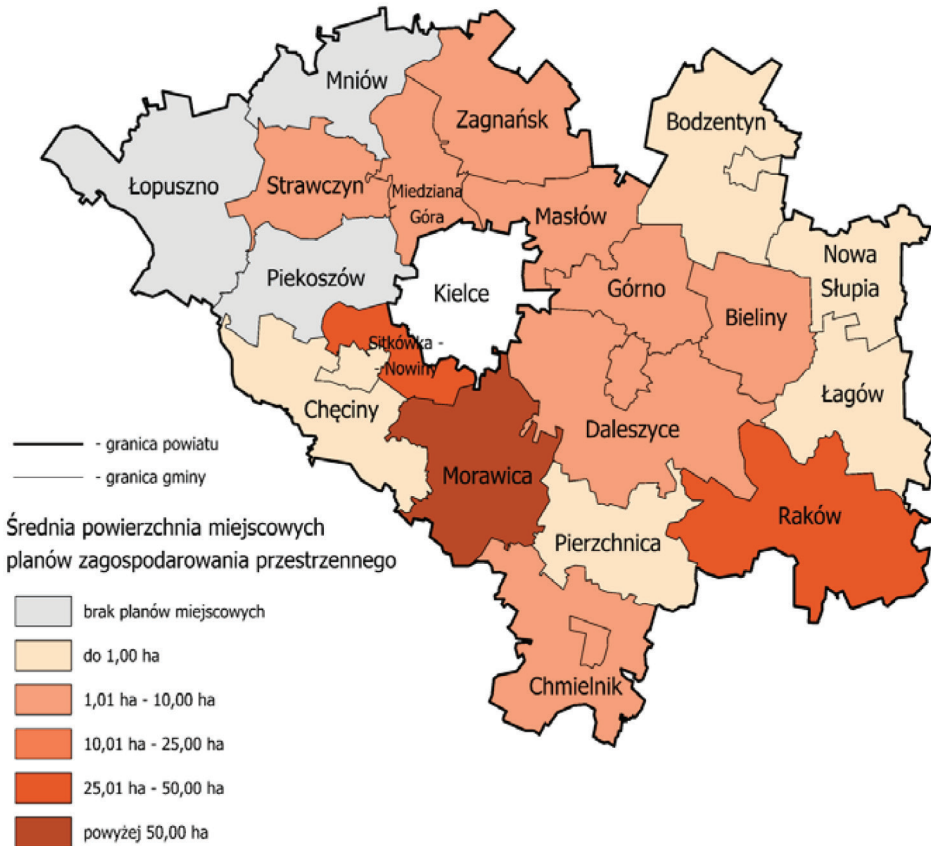 Mniów
Zagnańsk
Bodzentyn
Łopuszno
Strawczyn
Miedziana
Góra
Masłów
Nowa
Słupia
Piekoszów
Kielce
Górno
Bieliny
Sitkówka -
- Nowiny
Chęciny
Łagów
Daleszyce
- granica powiatu
- granica gminy
Morawica
Raków
Pierzchnica
Średnia powierzchnia miejscowych
planów zagospodarowania przestrzennego
brak planów miejscowych
do 1,00 ha
1,01 ha - 10,00 ha
Chmielnik
10,01 ha - 25,00 ha
25,01 ha - 50,00 ha
powyżej 50,00 ha